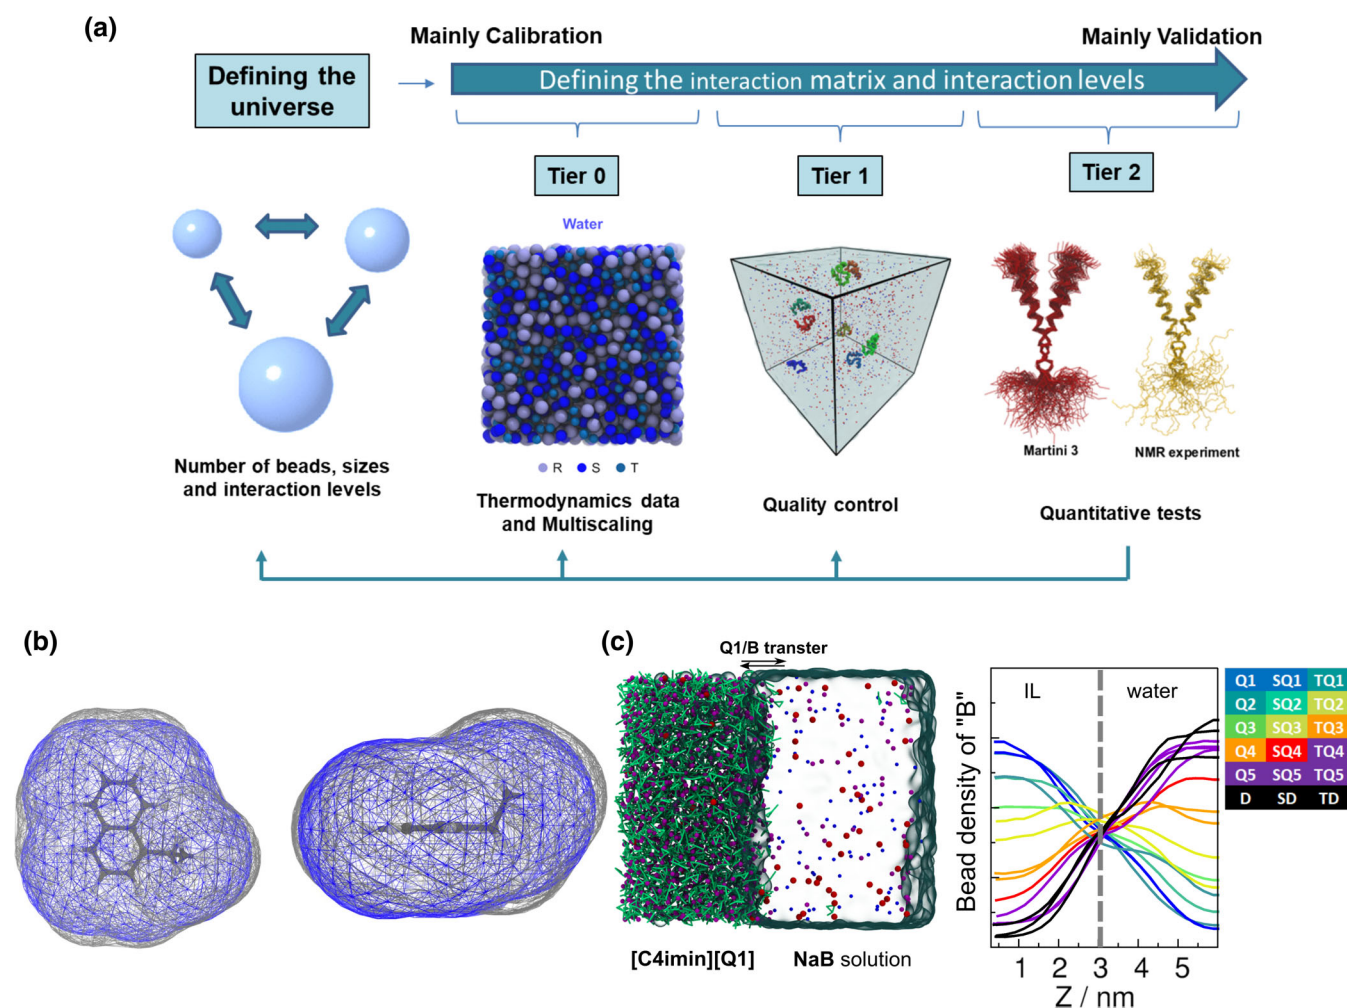 (a)
Mainly Calibration
Mainly Validation
Defining the
universe
Defining the interaction matrix and interaction levels
Tier 0
Tier 1
Tier 2
Water
R S T
Martini 3
NMR experiment
Number of beads, sizes
and interaction levels
Thermodynamics data
and Multiscaling
Quality control
Quantitative tests
(b)
(c)
Q1/B transter
[C4imin][Q1]
NaB solution
Bead density of "B"
IL
water
1 2 3 4 5
Z / nm
Q1 SQ1 TQ1
Q2 SQ2 TQ2
Q3 SQ3 TQ3
Q4 SQ4 TQ4
Q5 SQ5 TQ5
D SD TD